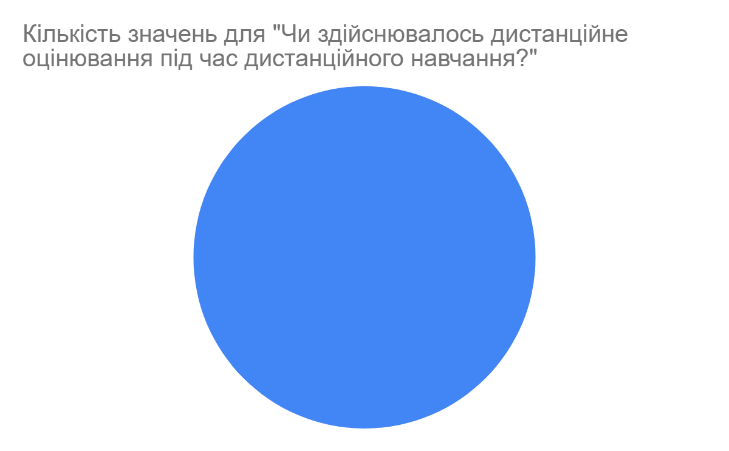 Кількість значень для "Чи здійснювалось дистанційне
оцінювання під час дистанційного навчання?"